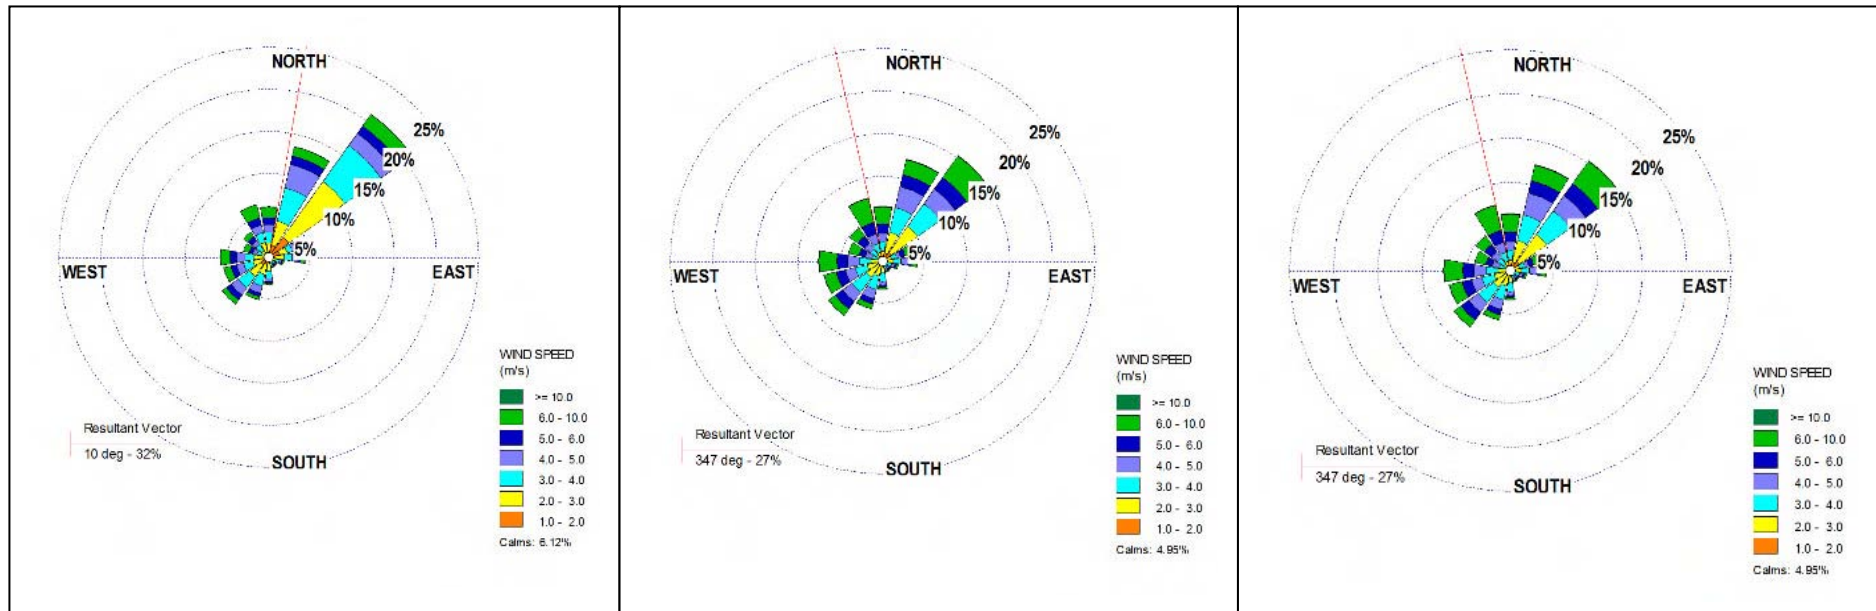 NORTH
25%
20%
15%
10%
5%
WEST
EAST
SOUTH
WIND SPEED
(m/s)
>= 10.0
6.0 - 10.0
5.0 - 6.0
4.0 - 5.0
3.0 - 4.0
2.0 - 3.0
1.0 - 2.0
Calms: 6.12%
Resultant Vector
10 deg - 32%
NORTH
25%
20%
15%
10%
5%
WEST
EAST
SOUTH
WIND SPEED
(m/s)
>= 10.0
6.0 - 10.0
5.0 - 6.0
4.0 - 5.0
3.0 - 4.0
2.0 - 3.0
1.0 - 2.0
Calms: 4.95%
Resultant Vector
347 deg - 27%
NORTH
25%
20%
15%
10%
5%
WEST
EAST
SOUTH
WIND SPEED
(m/s)
>= 10.0
6.0 - 10.0
5.0 - 6.0
4.0 - 5.0
3.0 - 4.0
2.0 - 3.0
1.0 - 2.0
Calms: 4.95%
Resultant Vector
347 deg - 27%